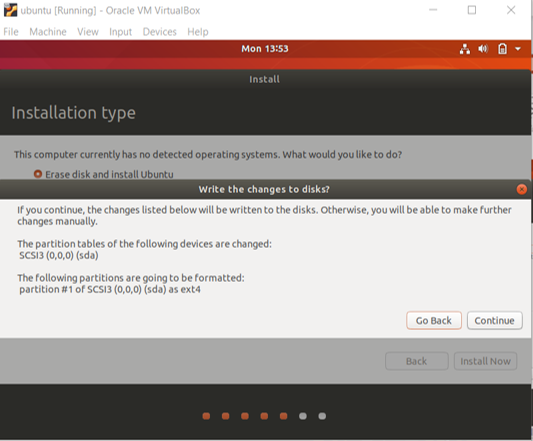 ubuntu [Running] - Oracle VM VirtualBox
File Machine View Input Devices Help
Mon 13:53
Install
Installation type
This computer currently has no detected operating systems. What would you like to do?
Erase disk and install Ubuntu
Write the changes to disks?
If you continue, the changes listed below will be written to the disks. Otherwise, you will be able to make further
changes manually.
The partition tables of the following devices are changed:
SCSI3 (0,0,0) (sda)
The following partitions are going to be formatted:
partition #1 of SCSI3 (0,0,0) (sda) as ext4
Go Back Continue
Back Install Now